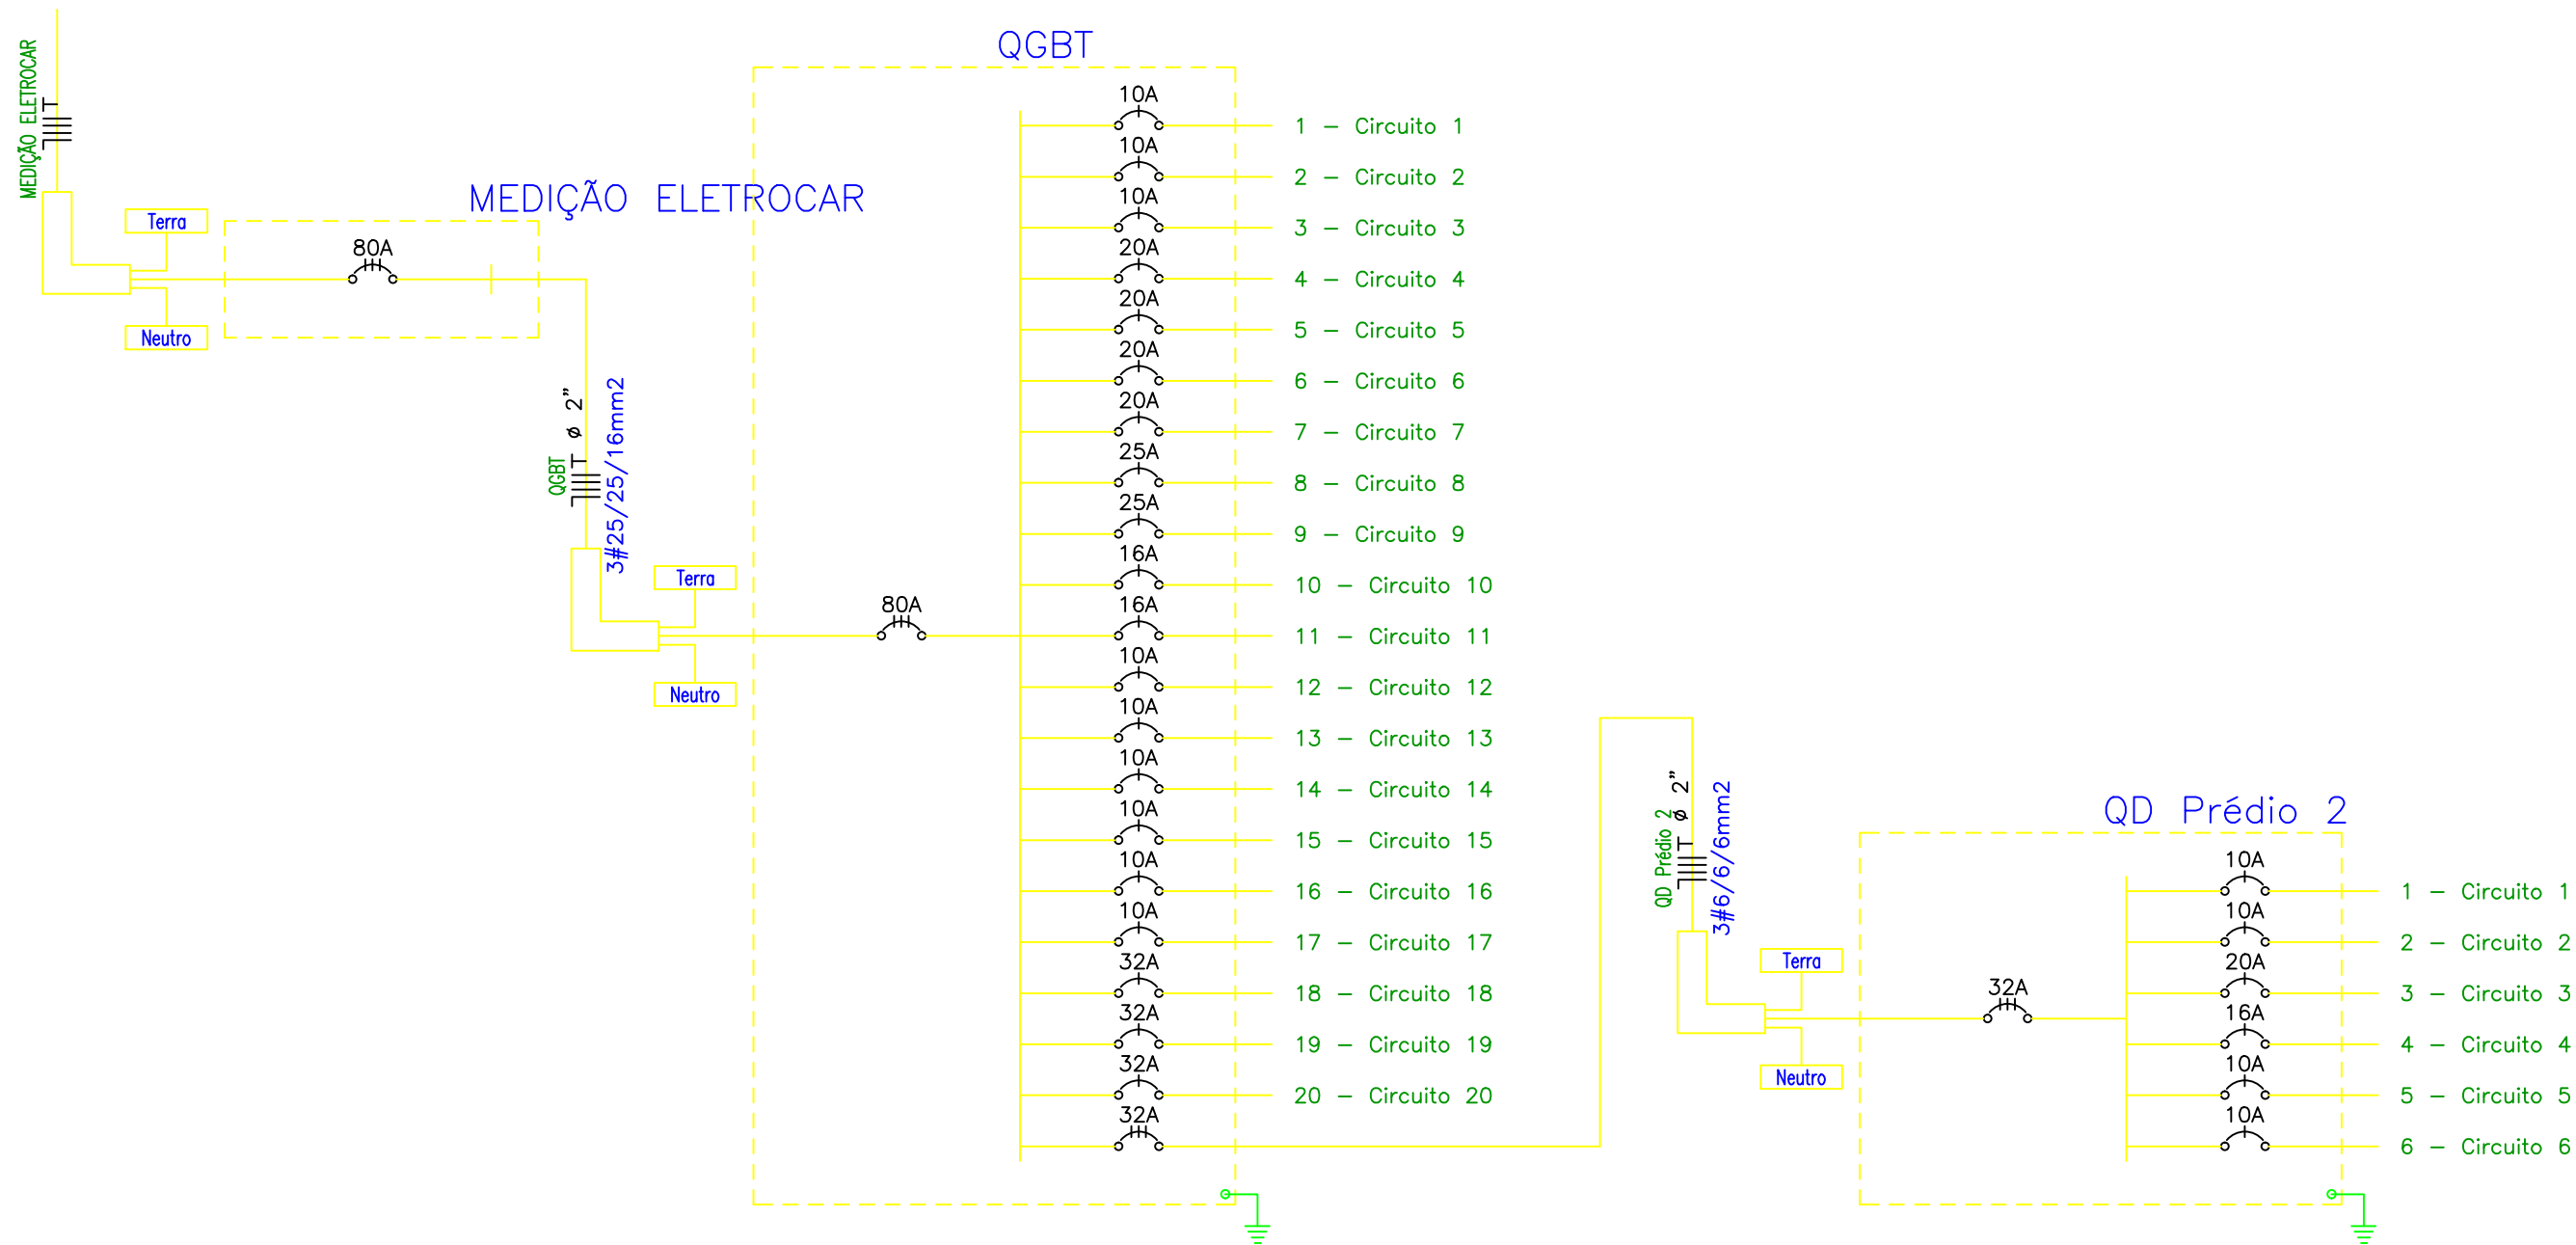 MEDIÇÃO ELETROCAR
Terra
Neutro
MEDIÇÃO ELETROCAR
80A
QGBT
ø 2"
3#25/25/16mm2
Terra
Neutro
QGBT
80A
10A
1 - Circuito 1
10A
2 - Circuito 2
10A
3 - Circuito 3
20A
4 - Circuito 4
20A
5 - Circuito 5
20A
6 - Circuito 6
20A
7 - Circuito 7
25A
8 - Circuito 8
25A
9 - Circuito 9
16A
10 - Circuito 10
16A
11 - Circuito 11
10A
12 - Circuito 12
10A
13 - Circuito 13
10A
14 - Circuito 14
10A
15 - Circuito 15
10A
16 - Circuito 16
10A
17 - Circuito 17
32A
18 - Circuito 18
32A
19 - Circuito 19
32A
20 - Circuito 20
32A
QD Prédio 2
ø 2"
3#6/6/6mm2
Terra
Neutro
QD Prédio 2
32A
10A
1 - Circuito 1
10A
2 - Circuito 2
20A
3 - Circuito 3
16A
4 - Circuito 4
10A
5 - Circuito 5
10A
6 - Circuito 6